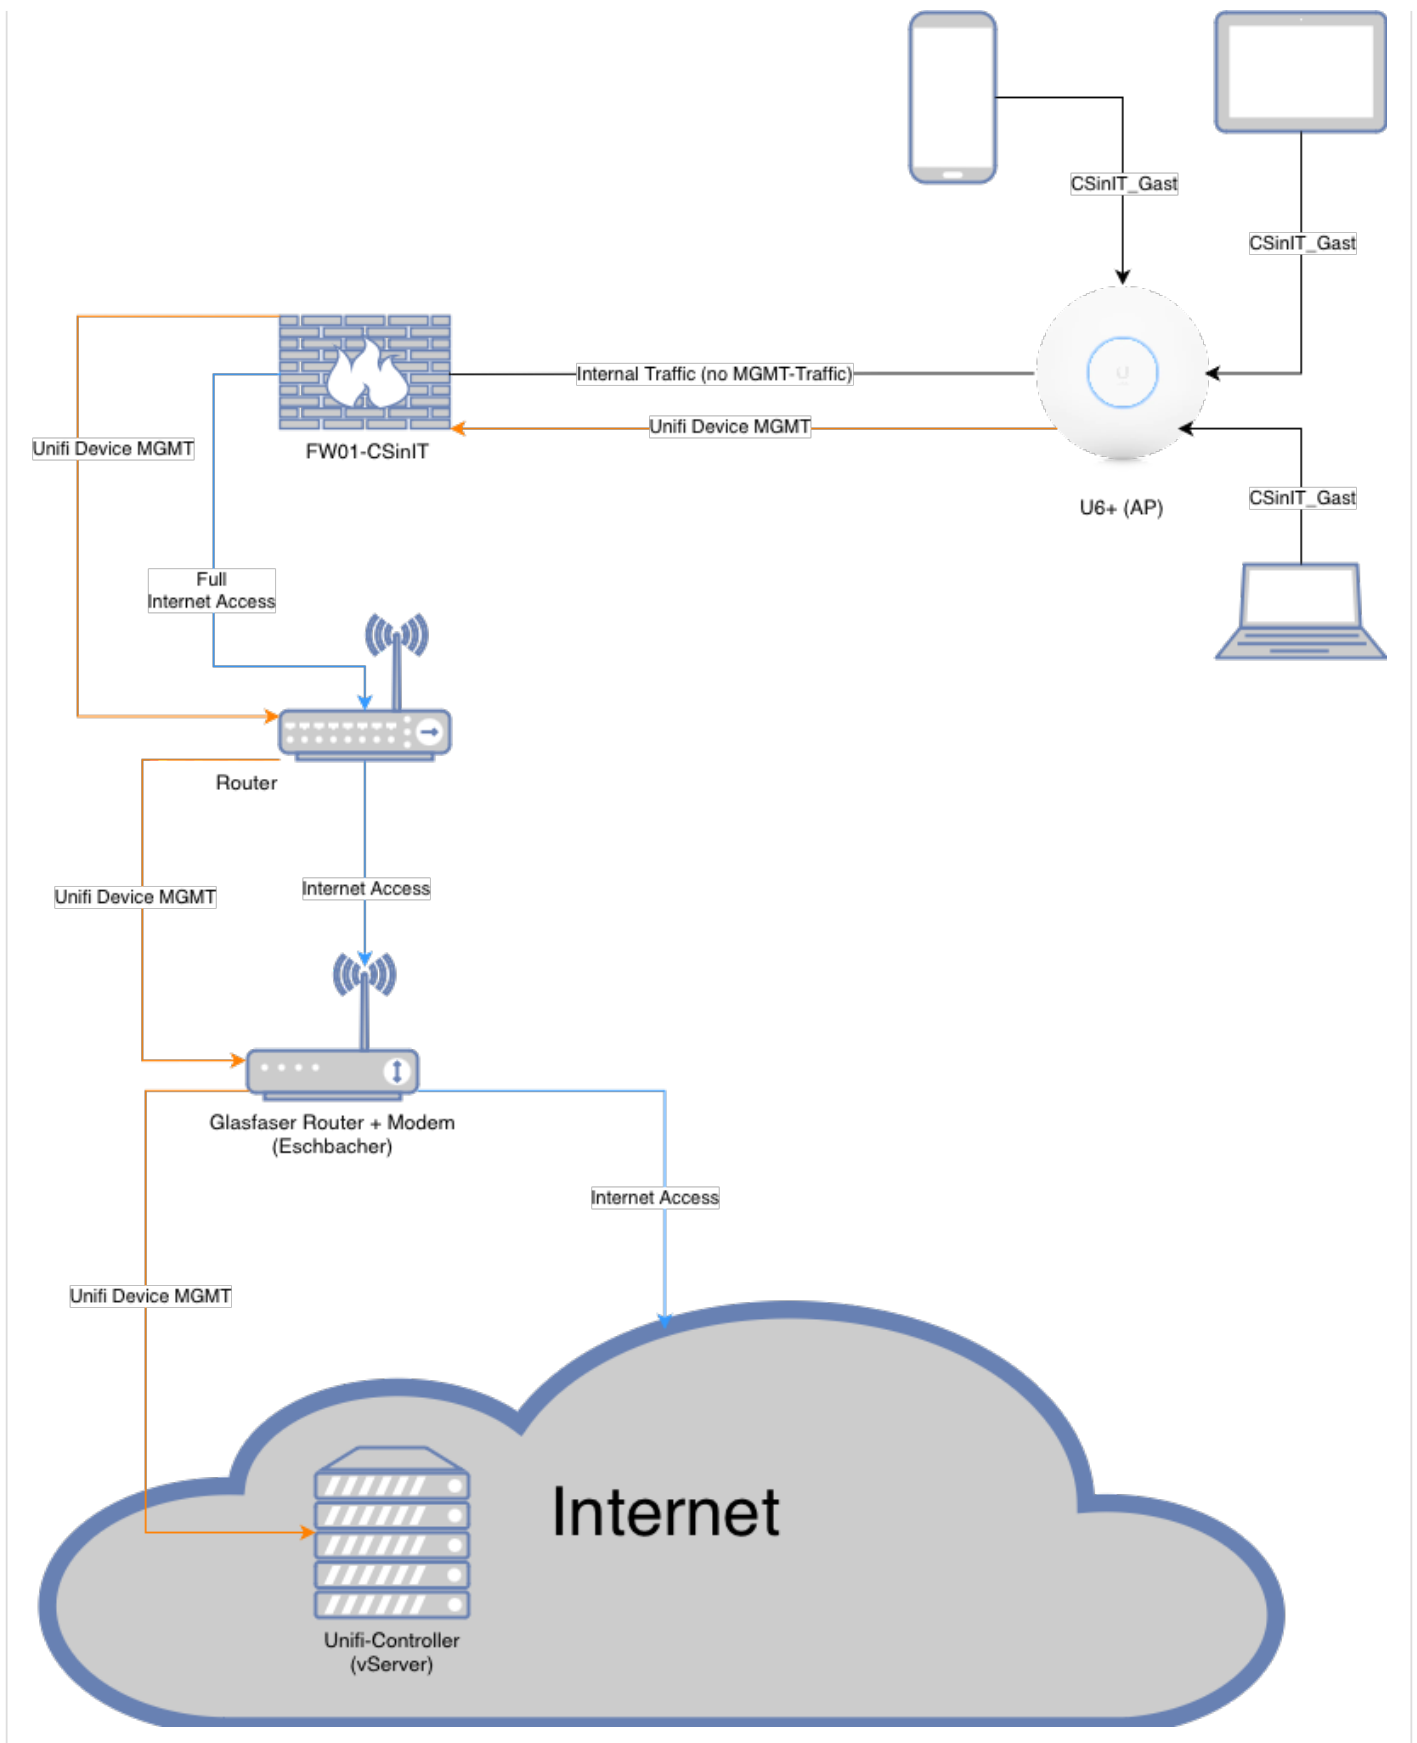 CSinIT_Gast
CSinIT_Gast
Internal Traffic (no MGMT-Traffic)
Unifi Device MGMT
Unifi Device MGMT
FW01-CSinIT
U
U6+ (AP)
CSinIT_Gast
Full
Internet Access
Router
Unifi Device MGMT
Internet Access
Glasfaser Router + Modem
(Eschbacher)
Internet Access
Unifi Device MGMT
Internet
Unifi-Controller
(vServer)